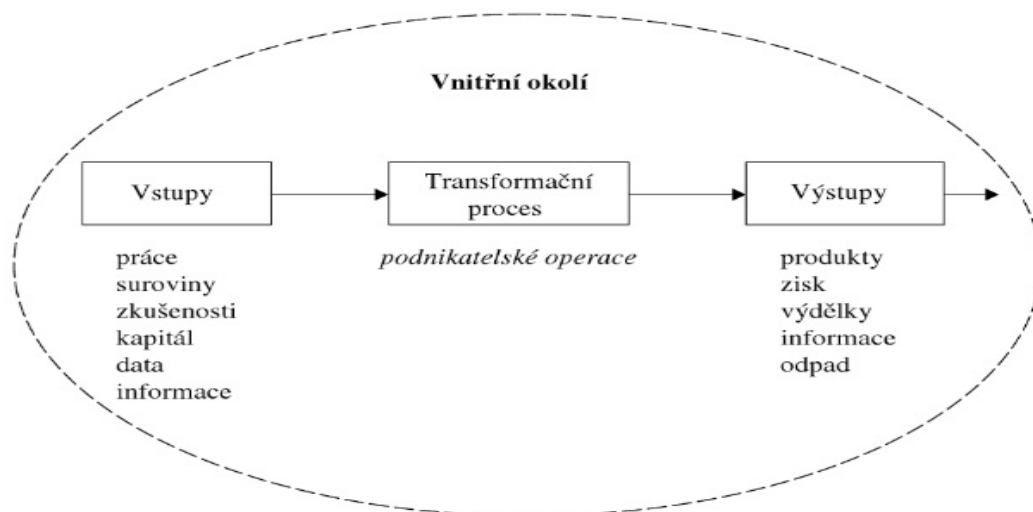 Vnitřní okolí
Vstupy
Transformační
proces
Výstupy
práce
suroviny
zkušenosti
kapitál
data
informace
podnikatelské operace
produkty
zisk
výdělky
informace
odpad